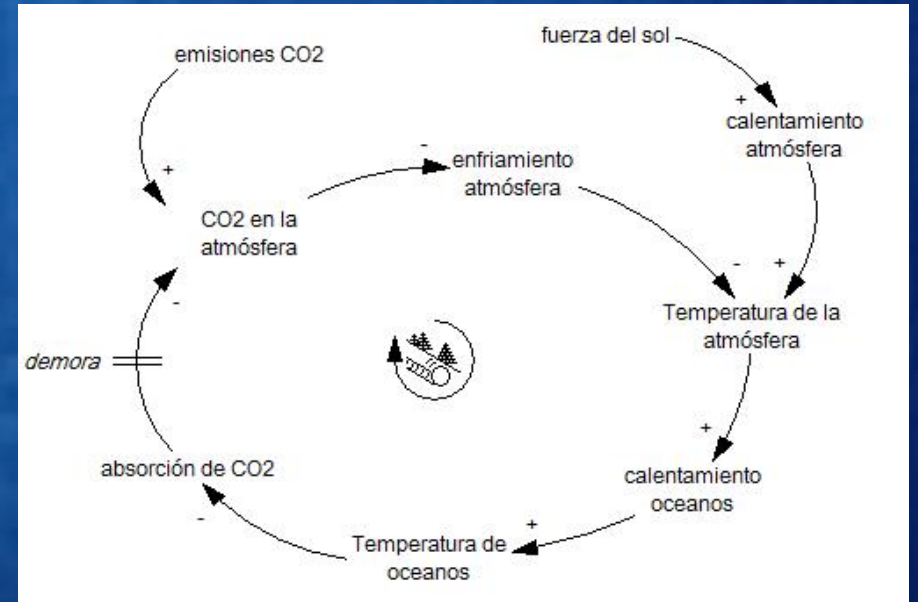 emisiones CO2
fuerza del sol
+
calentamiento
atmósfera
-
enfriamiento
atmósfera
+
CO2 en la
atmósfera
-
+
Temperatura de la
atmósfera
-
demora
+
calentamiento
oceanos
absorción de CO2
-
+
Temperatura de
oceanos